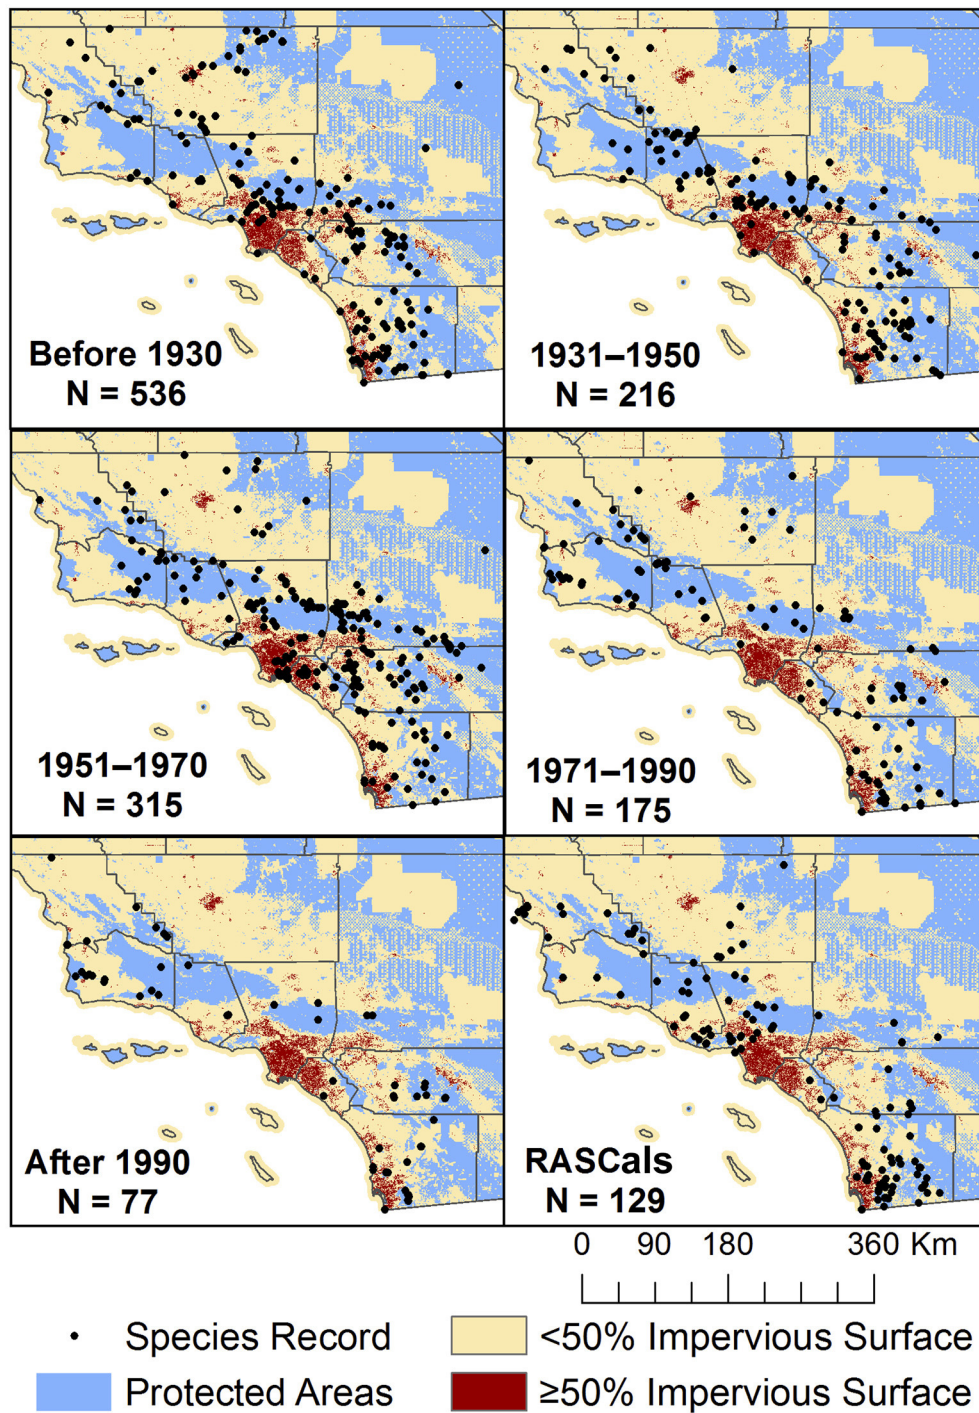 Before 1930
N = 536
1931–1950
N = 216
1951–1970
N = 315
1971–1990
N = 175
After 1990
N = 77
RASCals
N = 129
0 90 180 360 Km
Species Record
<50% Impervious Surface
Protected Areas
≥50% Impervious Surface